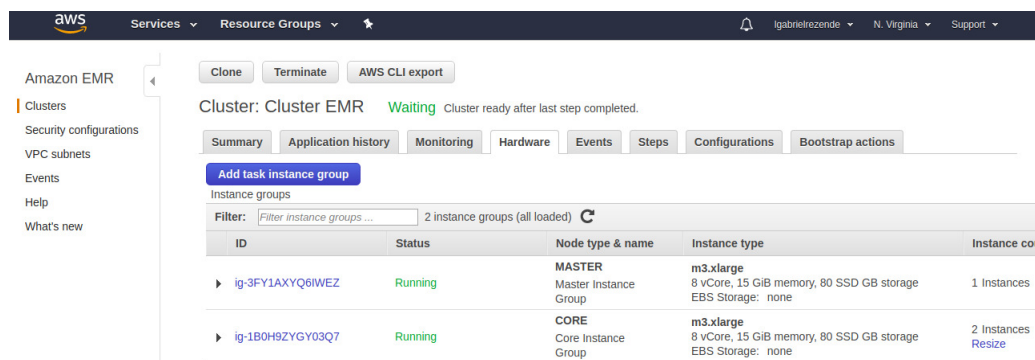 aws Services Resource Groups lgabrielrezende N. Virginia Support
Amazon EMR
Clusters
Security configurations
VPC subnets
Events
Help
What's new
Clone Terminate AWS CLI export
Cluster: Cluster EMR Waiting Cluster ready after last step completed.
Summary Application history Monitoring Hardware Events Steps Configurations Bootstrap actions
Add task instance group
Instance groups
Filter: Filter instance groups ... 2 instance groups (all loaded)
ID Status Node type & name Instance type Instance co
ig-3FY1AXYQ6IWEZ Running MASTER
Master Instance
Group
m3.xlarge
8 vCore, 15 GiB memory, 80 SSD GB storage
EBS Storage: none
1 Instances
ig-1B0H9ZYGY03Q7 Running CORE
Core Instance
Group
m3.xlarge
8 vCore, 15 GiB memory, 80 SSD GB storage
EBS Storage: none
2 Instances
Resize